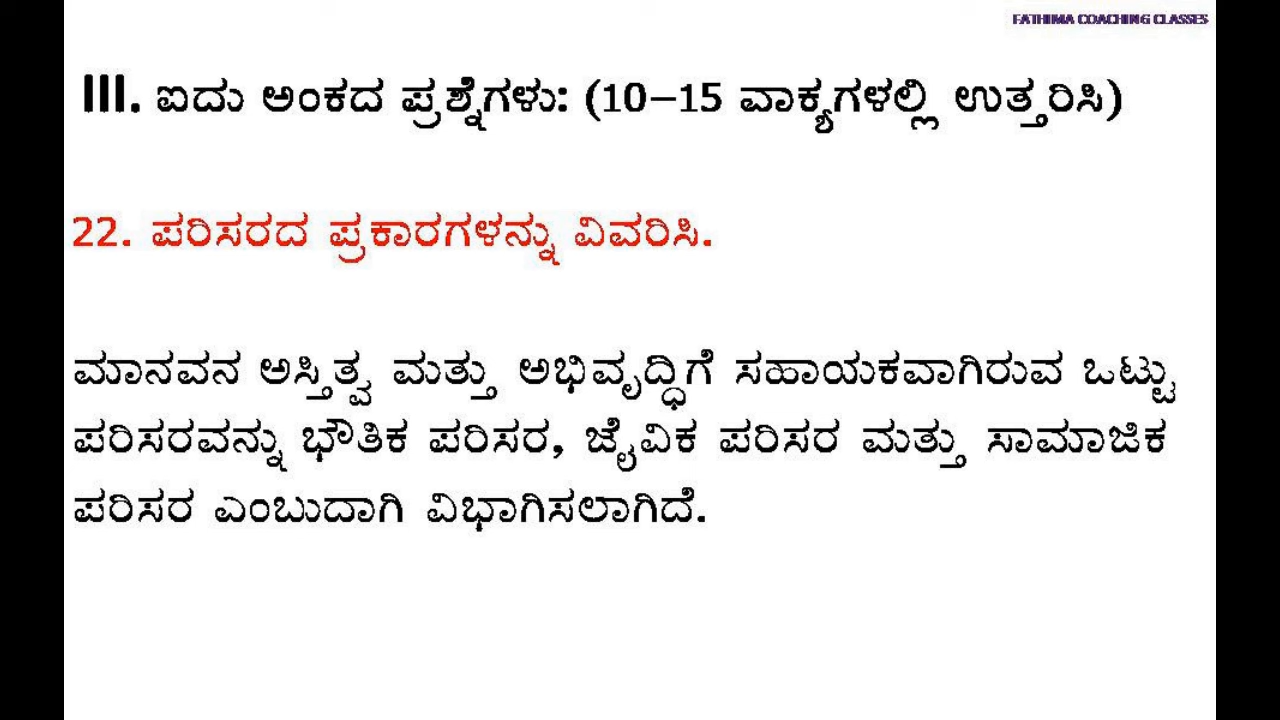 FATHIMA COACHING CLASSES
III. ಐದು ಅಂಕದ ಪ್ರಶ್ನೆಗಳು: (10–15 ವಾಕ್ಯಗಳಲ್ಲಿ ಉತ್ತರಿಸಿ)
22. ಪರಿಸರದ ಪ್ರಕಾರಗಳನ್ನು ವಿವರಿಸಿ.
ಮಾನವನ ಅಸ್ತಿತ್ವ ಮತ್ತು ಅಭಿವೃದ್ಧಿಗೆ ಸಹಾಯಕವಾಗಿರುವ ಒಟ್ಟು
ಪರಿಸರವನ್ನು ಭೌತಿಕ ಪರಿಸರ, ಜೈವಿಕ ಪರಿಸರ ಮತ್ತು ಸಾಮಾಜಿಕ
ಪರಿಸರ ಎಂಬುದಾಗಿ ವಿಭಾಗಿಸಲಾಗಿದೆ.